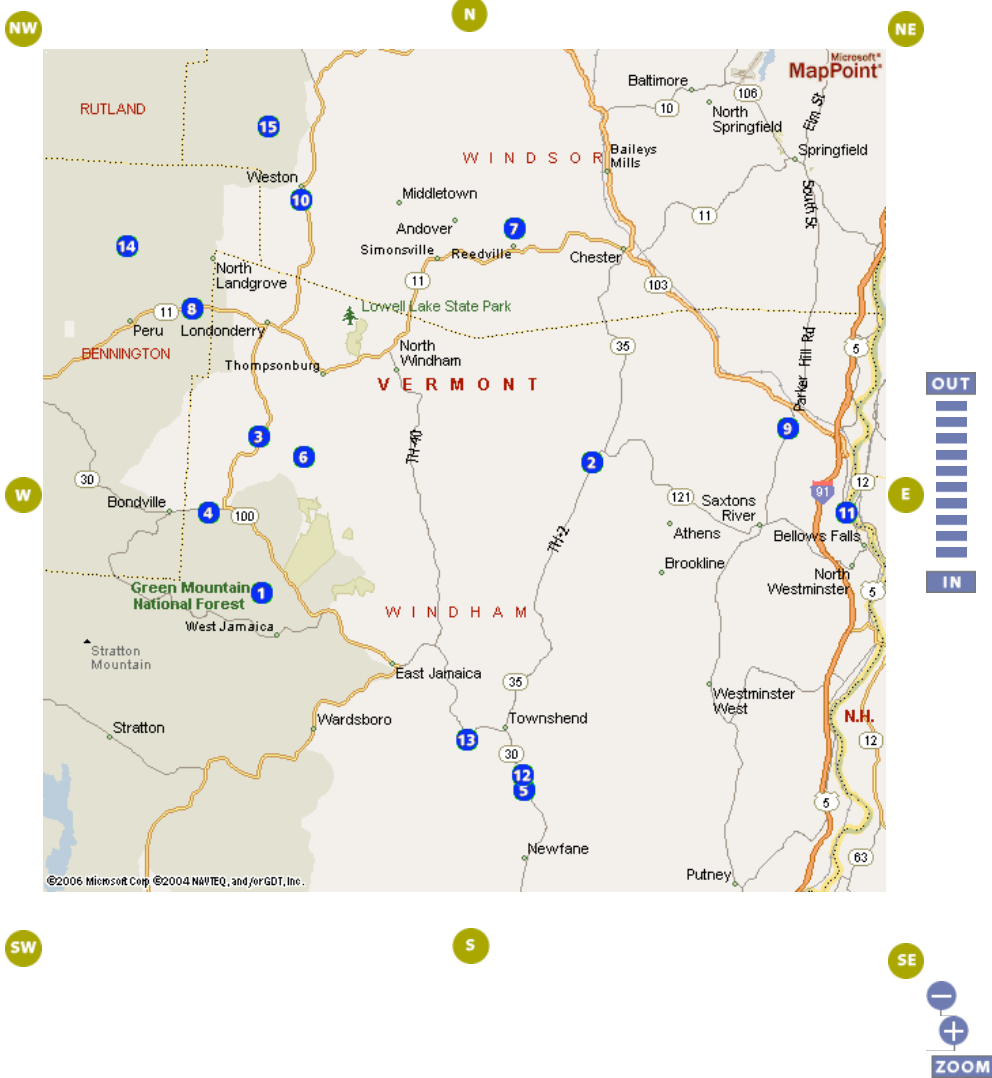 NW
N
NE
Microsoft®
MapPoint®
Baltimore
106
10
North
Springfield
Elm St
RUTLAND
15
WINDSOR
Baileys
Mills
Springfield
Weston
10
Middletown
South St
11
Andover
7
14
Simonsville
Reedville
Chester
North
Landgrove
11
103
8
11
Lowell Lake State Park
Peru
Londonderry
BENNINGTON
North
Windham
35
Parker Hill Rd
5
Thompsonburg
VERMONT
OUT
3
TH-40
9
6
2
30
W
Bondville
4
100
121
Saxtons
River
91
12
E
11
Athens
Bellows Falls
TH-2
Brookline
North
Westminster
IN
Green Mountain
National Forest
1
5
WINDHAM
West Jamaica
Stratton
Mountain
East Jamaica
35
Westminster
West
Wardsboro
Townshend
N.H.
Stratton
13
30
12
12
5
5
Newfane
63
Putney
©2006 Microsoft Corp ©2004 NAVTEQ, and/or GDT, Inc.
SW
S
SE
ZOOM